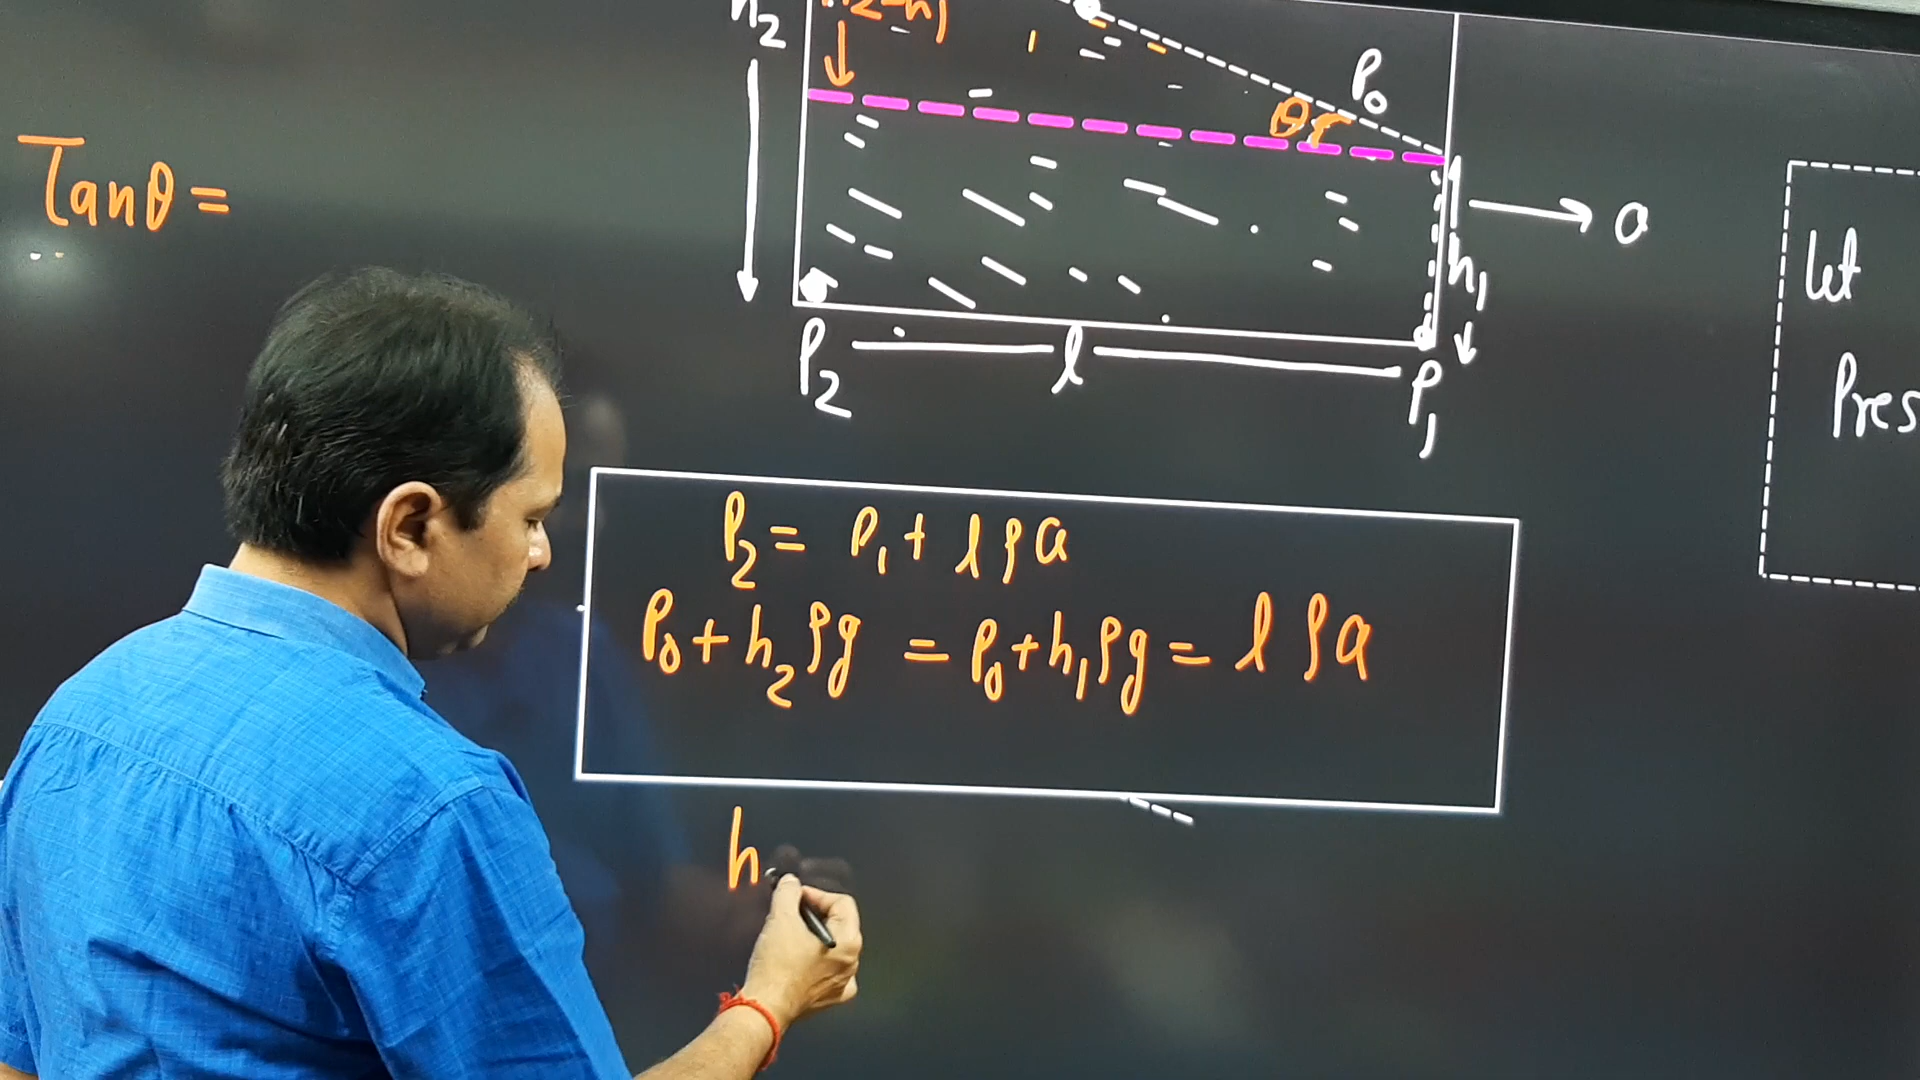 h2
h2-h1
P0
θ
Tanθ =
a
h1
Let
P2
l
P1
Pres
P2 = P1 + lρa
P0 + h2ρg = P0 + h1ρg = lρa
h